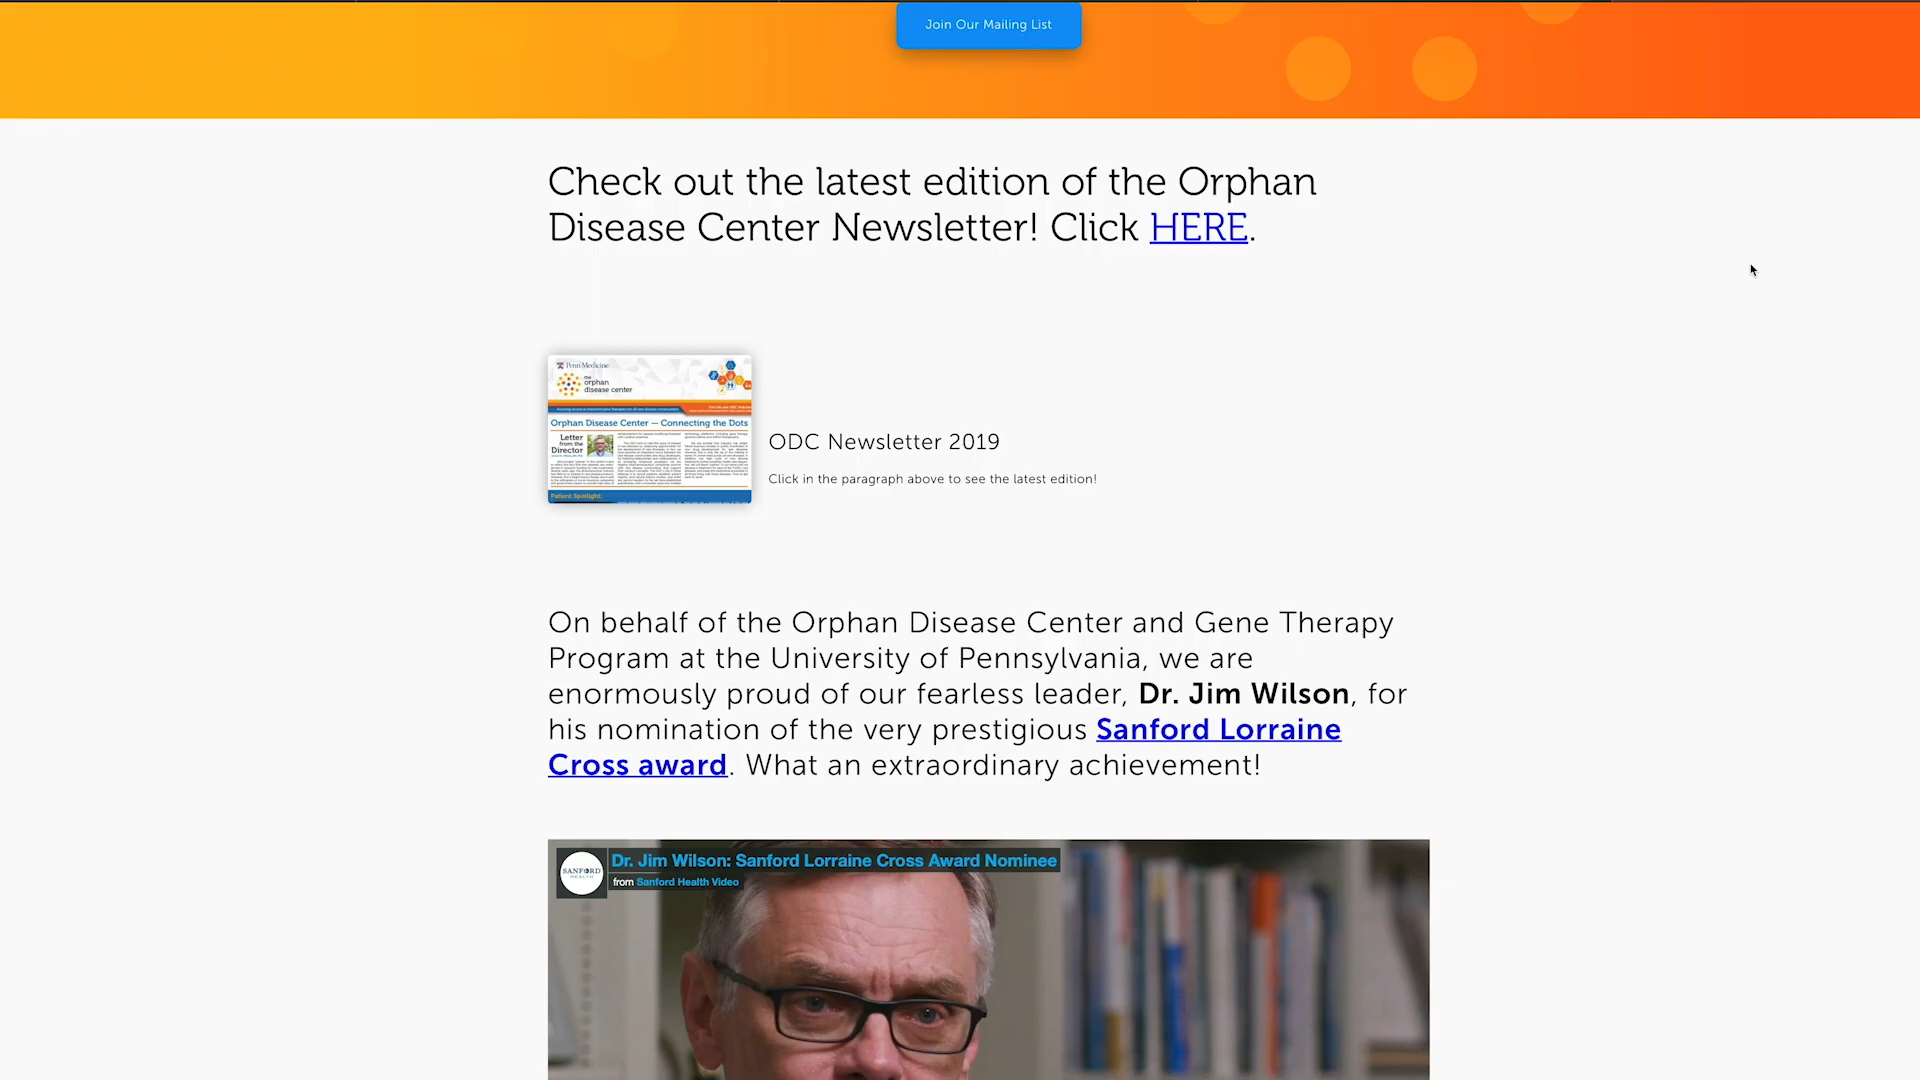 Join Our Mailing List
Check out the latest edition of the Orphan
Disease Center Newsletter! Click HERE.
Penn Medicine
the
orphan
disease center
Orphan Disease Center — Connecting the Dots
Letter
from the
Director
Patient Spotlight
ODC Newsletter 2019
Click in the paragraph above to see the latest edition!
On behalf of the Orphan Disease Center and Gene Therapy
Program at the University of Pennsylvania, we are
enormously proud of our fearless leader, Dr. Jim Wilson, for
his nomination of the very prestigious Sanford Lorraine
Cross award. What an extraordinary achievement!
SANFORD
HEALTH
Dr. Jim Wilson: Sanford Lorraine Cross Award Nominee
from Sanford Health Video